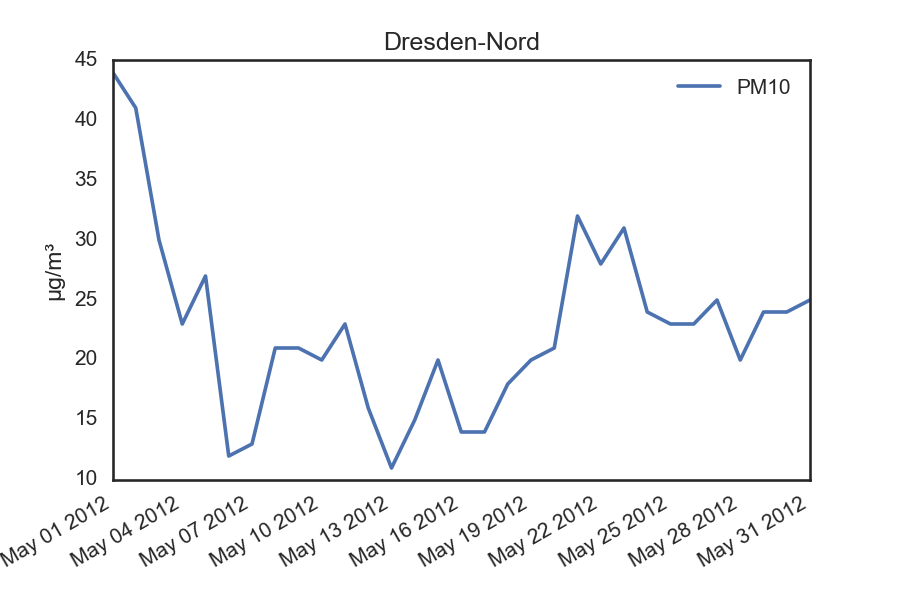 Dresden-Nord
45
40
35
30
25
20
15
10
µg/m³
PM10
May 01 2012
May 04 2012
May 07 2012
May 10 2012
May 13 2012
May 16 2012
May 19 2012
May 22 2012
May 25 2012
May 28 2012
May 31 2012